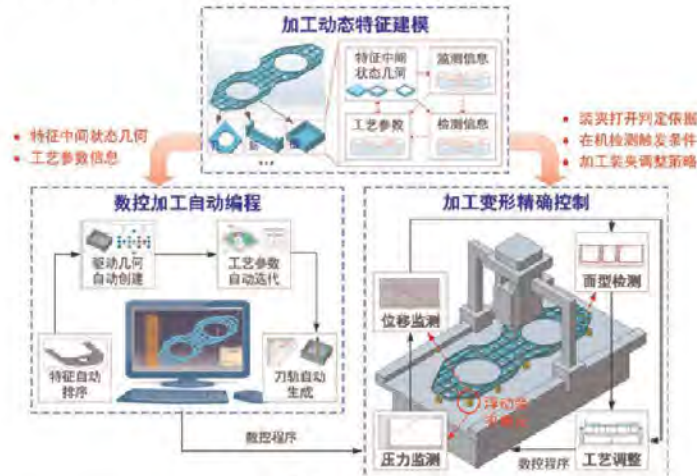 加工动态特征建模
特征中间
状态几何
监测信息
工艺参数
检测信息
...
• 特征中间状态几何
• 工艺参数信息
• 装夹打开判定依据
• 在机检测触发条件
• 加工装夹调整策略
数控加工自动编程
驱动几何
自动创建
工艺参数
自动迭代
特征自动
排序
刀轨自动
生成
数控程序
加工变形精确控制
位移监测
面型检测
浮动装
压力监测
数控程序
工艺调整